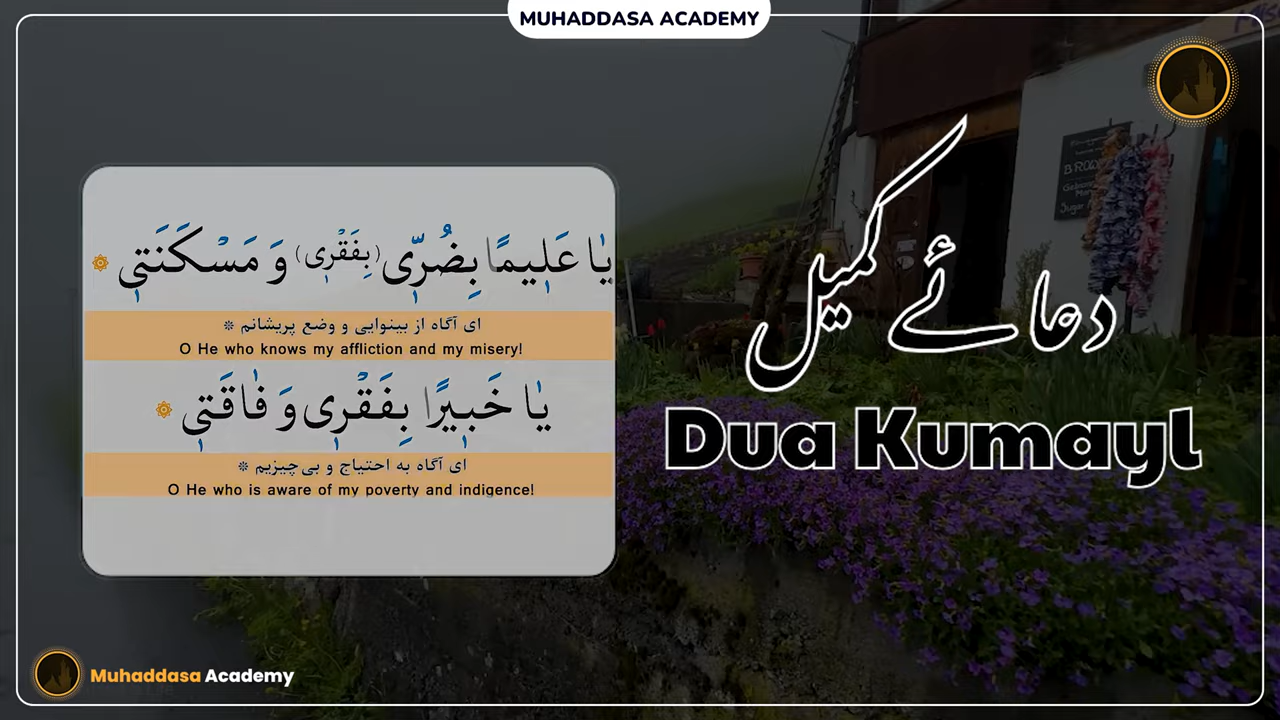 MUHADDASA ACADEMY
يٰا عَلٖيمًا بِضُرّٖى (بِفَقْرٖى) وَ مَسْكَنَتٖى ۞
ای آگاه از بینوایی و وضع پریشانم ❊
O He who knows my affliction and my misery!
يٰا خَبٖيرًا بِفَقْرٖى وَ فٰاقَتٖى ۞
ای آگاه به احتیاج و بی‌چیزیم ❊
O He who is aware of my poverty and indigence!
دعائے کمیل
Dua Kumayl
BRO
Muhaddasa Academy